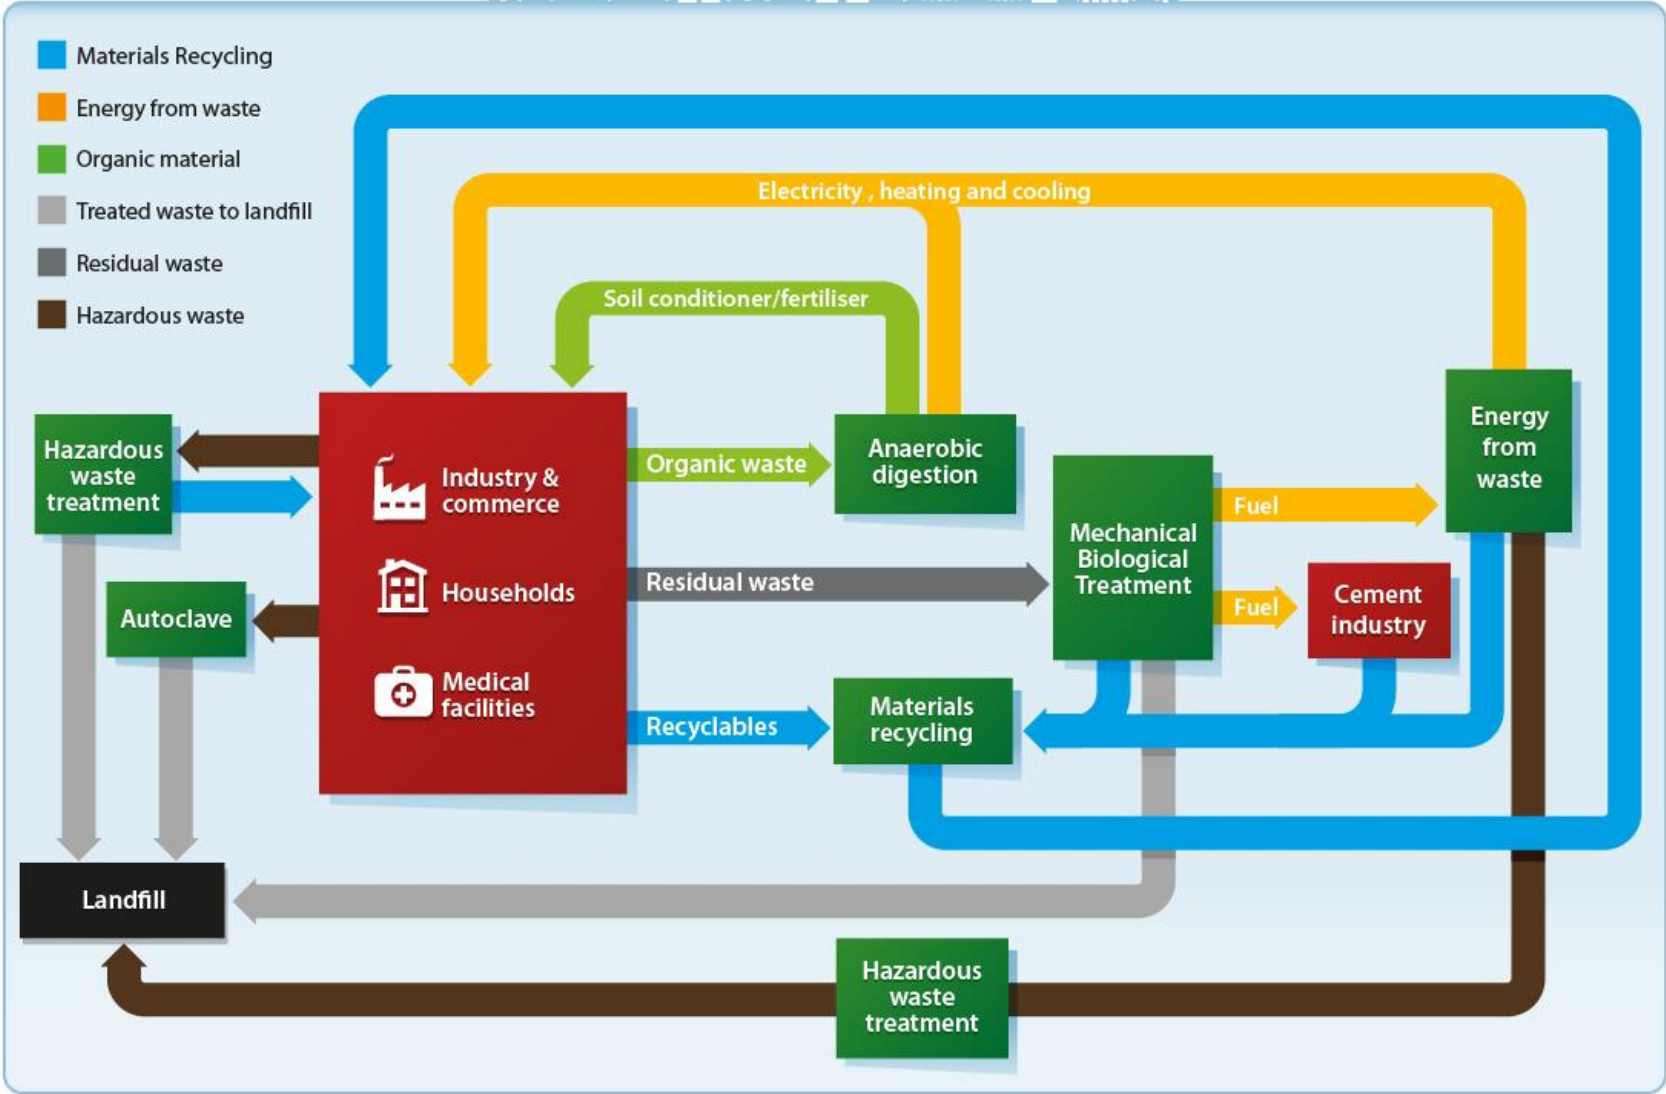 Materials Recycling
Energy from waste
Organic material
Treated waste to landfill
Residual waste
Hazardous waste
Electricity , heating and cooling
Soil conditioner/fertiliser
Hazardous
waste
treatment
Autoclave
Industry &
commerce
Households
Medical
facilities
Organic waste
Residual waste
Recyclables
Anaerobic
digestion
Mechanical
Biological
Treatment
Materials
recycling
Fuel
Fuel
Energy
from
waste
Cement
industry
Landfill
Hazardous
waste
treatment